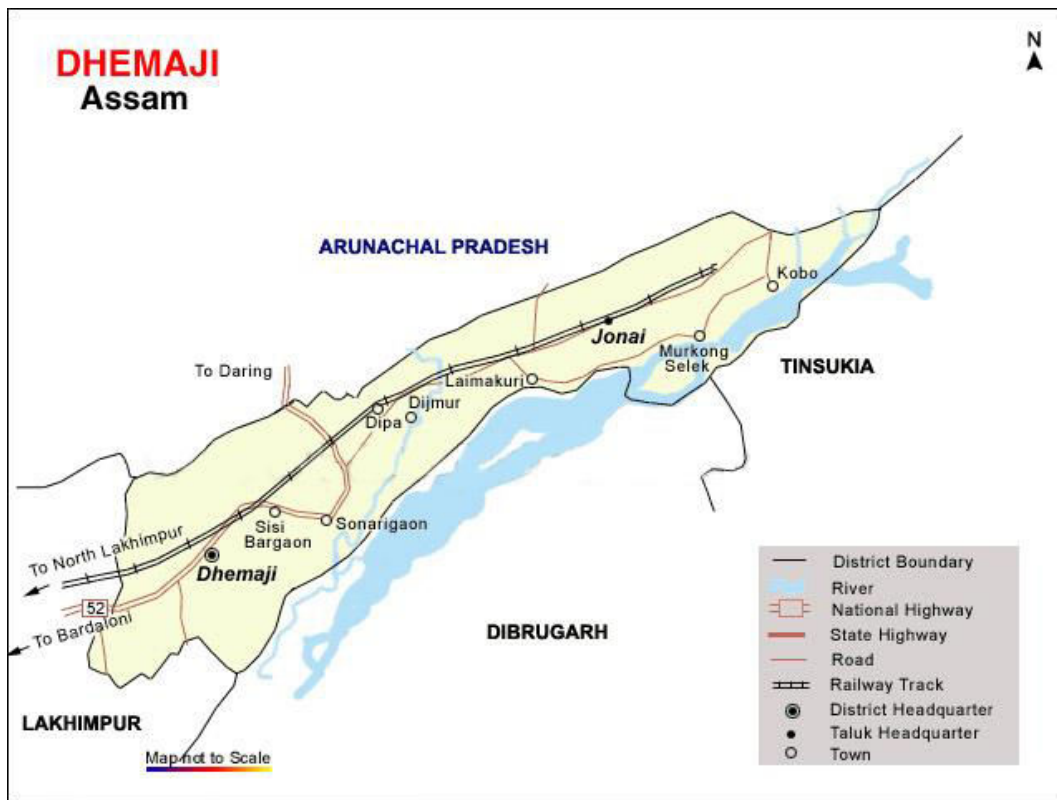 DHEMAJI
Assam
N
ARUNACHAL PRADESH
Kobo
Jonai
Murkong
Selek
TINSUKIA
To Daring
Laimakuri
Dijmur
Dipa
Sisi
Bargaon
Sonarigaon
To North Lakhimpur
Dhemaji
52
To Bardaloni
DIBRUGARH
LAKHIMPUR
Map not to Scale
District Boundary
River
National Highway
State Highway
Road
Railway Track
District Headquarter
Taluk Headquarter
Town